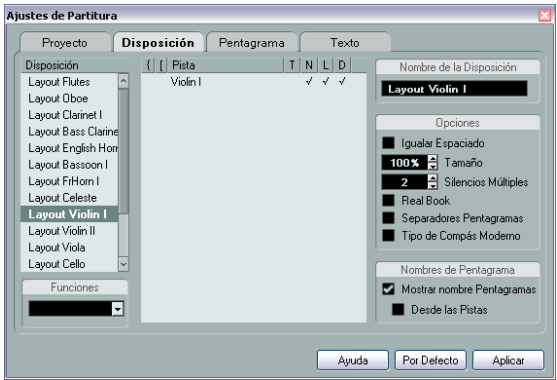 Ajustes de Partitura
Proyecto Disposición Pentagrama Texto
Disposición
Layout Flutes
Layout Oboe
Layout Clarinet I
Layout Bass Clarine
Layout English Horr
Layout Bassoon I
Layout FrHorn I
Layout Celeste
Layout Violin I
Layout Violin II
Layout Viola
Layout Cello
Funciones
{ [ Pista T N L D
Violin I √ √ √
Nombre de la Disposición
Layout Violin I
Opciones
Igualar Espaciado
100% Tamaño
2 Silencios Múltiples
Real Book
Separadores Pentagramas
Tipo de Compás Moderno
Nombres de Pentagrama
Mostrar nombre Pentagramas
Desde las Pistas
Ayuda Por Defecto Aplicar